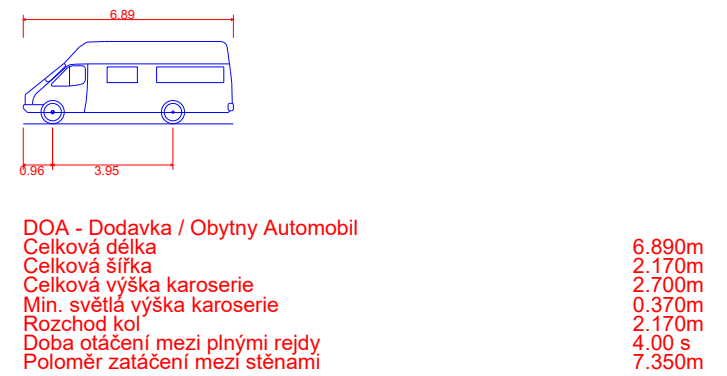 6.89
0.96 3.95
DOA - Dodavka / Obytny Automobil
Celková délka 6.890m
Celková šířka 2.170m
Celková výška karoserie 2.700m
Min. světlá výška karoserie 0.370m
Rozchod kol 2.170m
Doba otáčení mezi plnými rejdy 4.00 s
Poloměr zatáčení mezi stěnami 7.350m